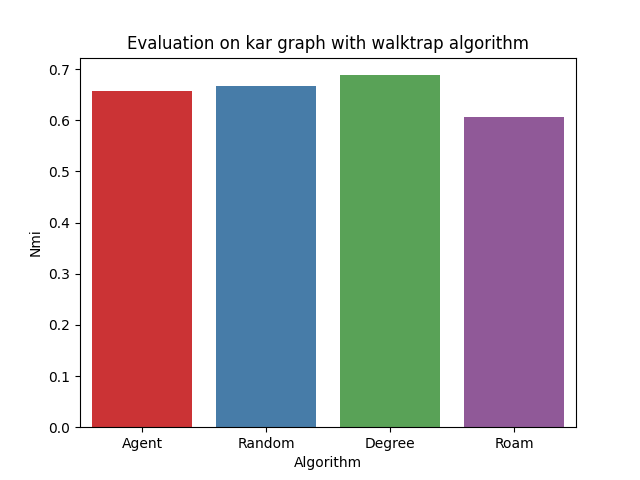 Evaluation on kar graph with walktrap algorithm
0.7
0.6
0.5
0.4
0.3
0.2
0.1
0.0
Nmi
Agent
Random
Degree
Roam
Algorithm